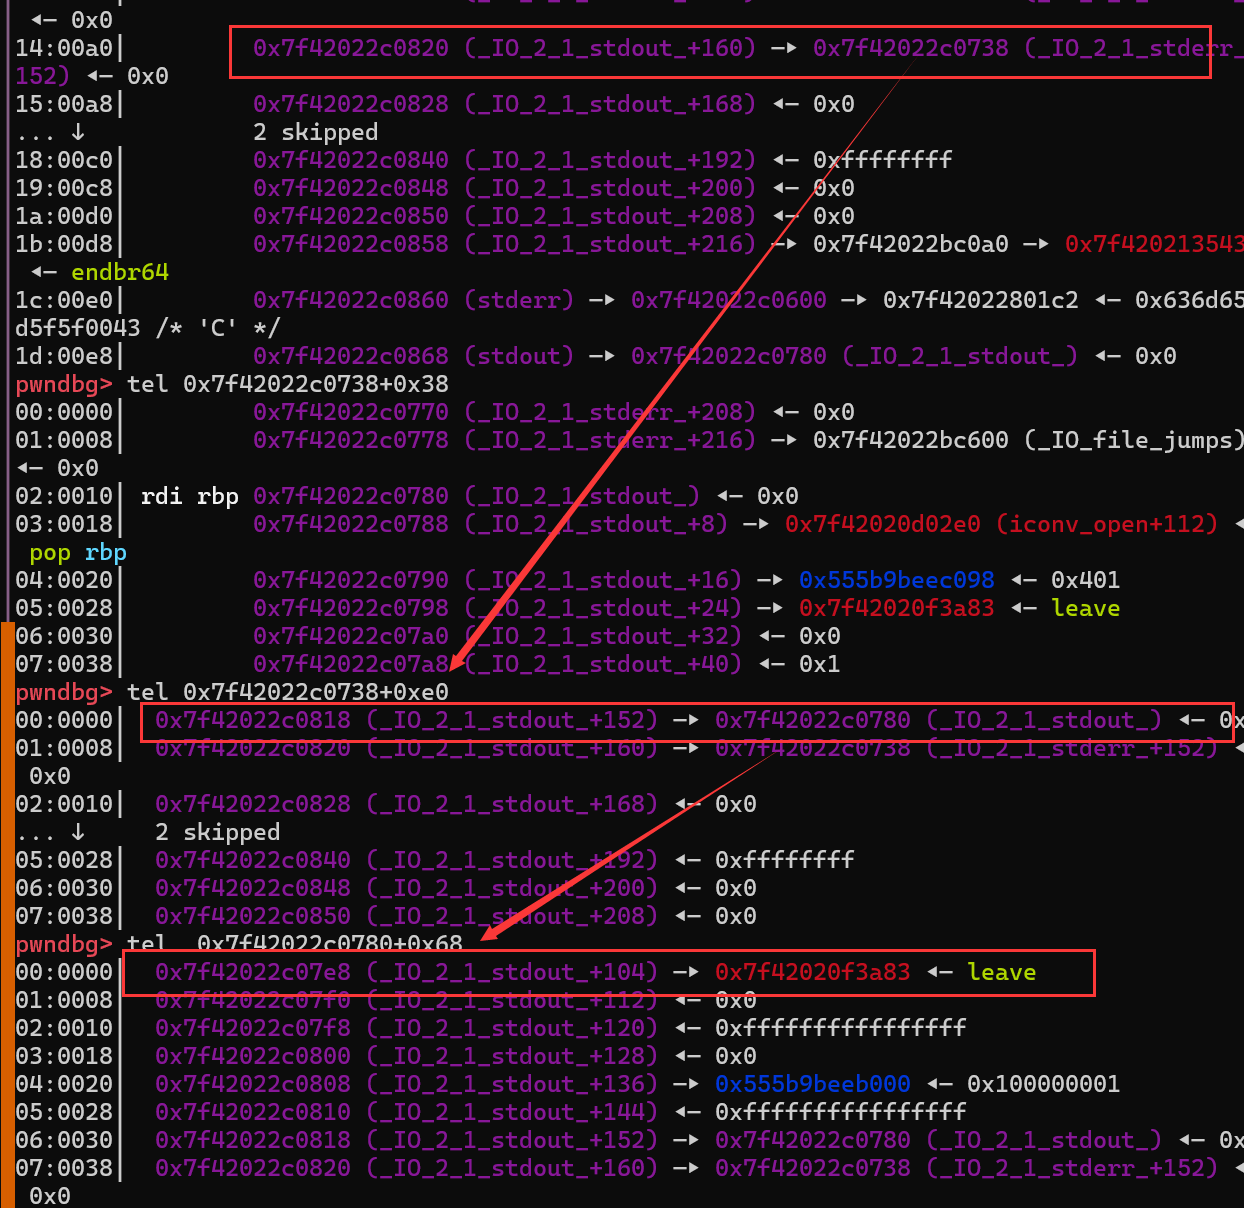 ◂— 0x0
14:00a0│ 0x7f42022c0820 (_IO_2_1_stdout_+160) —▸ 0x7f42022c0738 (_IO_2_1_stderr_
152) ◂— 0x0
15:00a8│ 0x7f42022c0828 (_IO_2_1_stdout_+168) ◂— 0x0
... ↓ 2 skipped
18:00c0│ 0x7f42022c0840 (_IO_2_1_stdout_+192) ◂— 0xffffffff
19:00c8│ 0x7f42022c0848 (_IO_2_1_stdout_+200) ◂— 0x0
1a:00d0│ 0x7f42022c0850 (_IO_2_1_stdout_+208) ◂— 0x0
1b:00d8│ 0x7f42022c0858 (_IO_2_1_stdout_+216) —▸ 0x7f42022bc0a0 —▸ 0x7f420213543
◂— endbr64
1c:00e0│ 0x7f42022c0860 (stderr) —▸ 0x7f42022c0600 —▸ 0x7f42022801c2 ◂— 0x636d65
d5f5f0043 /* 'C' */
1d:00e8│ 0x7f42022c0868 (stdout) —▸ 0x7f42022c0780 (_IO_2_1_stdout_) ◂— 0x0
pwndbg> tel 0x7f42022c0738+0x38
00:0000│ 0x7f42022c0770 (_IO_2_1_stderr_+208) ◂— 0x0
01:0008│ 0x7f42022c0778 (_IO_2_1_stderr_+216) —▸ 0x7f42022bc600 (_IO_file_jumps)
◂— 0x0
02:0010│ rdi rbp 0x7f42022c0780 (_IO_2_1_stdout_) ◂— 0x0
03:0018│ 0x7f42022c0788 (_IO_2_1_stdout_+8) —▸ 0x7f42020d02e0 (iconv_open+112) ◂
pop rbp
04:0020│ 0x7f42022c0790 (_IO_2_1_stdout_+16) —▸ 0x555b9beec098 ◂— 0x401
05:0028│ 0x7f42022c0798 (_IO_2_1_stdout_+24) —▸ 0x7f42020f3a83 ◂— leave
06:0030│ 0x7f42022c07a0 (_IO_2_1_stdout_+32) ◂— 0x0
07:0038│ 0x7f42022c07a8 (_IO_2_1_stdout_+40) ◂— 0x1
pwndbg> tel 0x7f42022c0738+0xe0
00:0000│ 0x7f42022c0818 (_IO_2_1_stdout_+152) —▸ 0x7f42022c0780 (_IO_2_1_stdout_) ◂— 0x
01:0008│ 0x7f42022c0820 (_IO_2_1_stdout_+160) —▸ 0x7f42022c0738 (_IO_2_1_stderr_+152) ◂
0x0
02:0010│ 0x7f42022c0828 (_IO_2_1_stdout_+168) ◂— 0x0
... ↓ 2 skipped
05:0028│ 0x7f42022c0840 (_IO_2_1_stdout_+192) ◂— 0xffffffff
06:0030│ 0x7f42022c0848 (_IO_2_1_stdout_+200) ◂— 0x0
07:0038│ 0x7f42022c0850 (_IO_2_1_stdout_+208) ◂— 0x0
pwndbg> tel 0x7f42022c0780+0x68
00:0000│ 0x7f42022c07e8 (_IO_2_1_stdout_+104) —▸ 0x7f42020f3a83 ◂— leave
01:0008│ 0x7f42022c07f0 (_IO_2_1_stdout_+112) ◂— 0x0
02:0010│ 0x7f42022c07f8 (_IO_2_1_stdout_+120) ◂— 0xffffffffffffffff
03:0018│ 0x7f42022c0800 (_IO_2_1_stdout_+128) ◂— 0x0
04:0020│ 0x7f42022c0808 (_IO_2_1_stdout_+136) —▸ 0x555b9beeb000 ◂— 0x100000001
05:0028│ 0x7f42022c0810 (_IO_2_1_stdout_+144) ◂— 0xffffffffffffffff
06:0030│ 0x7f42022c0818 (_IO_2_1_stdout_+152) —▸ 0x7f42022c0780 (_IO_2_1_stdout_) ◂— 0x
07:0038│ 0x7f42022c0820 (_IO_2_1_stdout_+160) —▸ 0x7f42022c0738 (_IO_2_1_stderr_+152) ◂
0x0